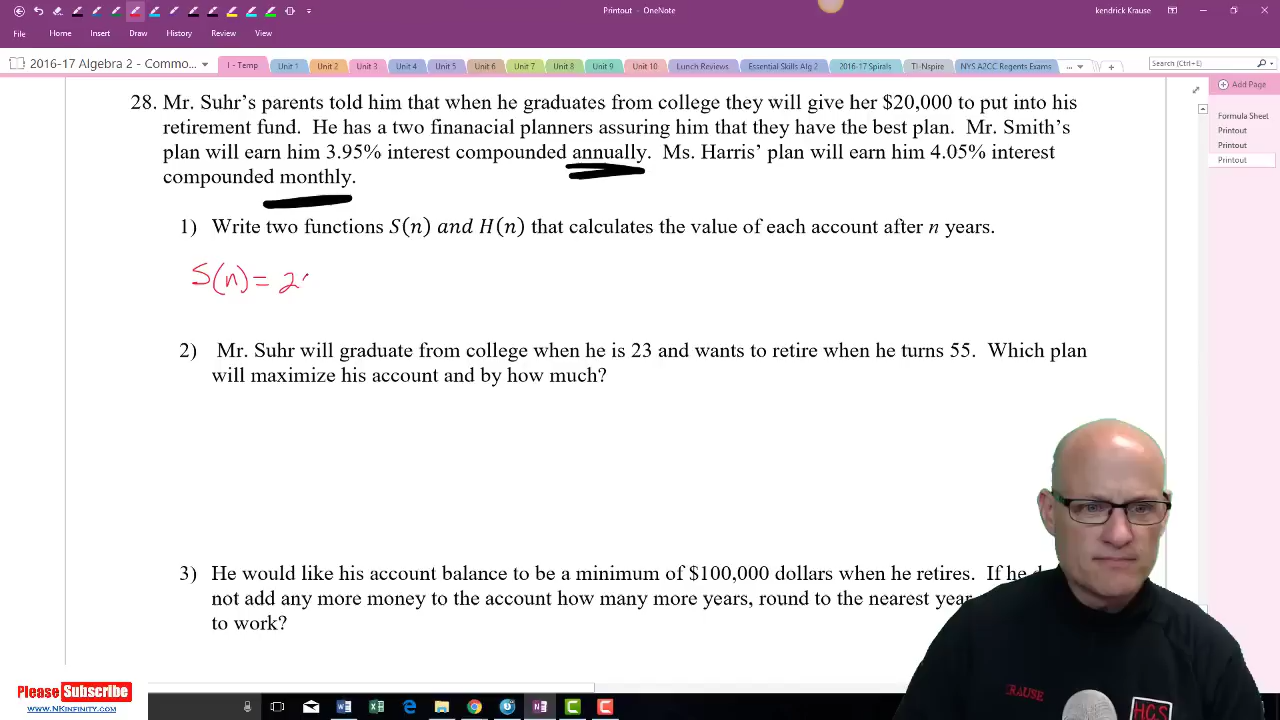 Printout - OneNote
kendrick Krause
File Home Insert Draw History Review View
2016-17 Algebra 2 - Commo... I - Temp Unit 1 Unit 2 Unit 3 Unit 4 Unit 5 Unit 6 Unit 7 Unit 8 Unit 9 Unit 10 Lunch Reviews Essential Skills Alg 2 2016-17 Spirals TI-Nspire NYS A2CC Regents Exams ... Search (Ctrl+E)
Add Page
Formula Sheet
Printout
Printout
Printout
28. Mr. Suhr's parents told him that when he graduates from college they will give her $20,000 to put into his
retirement fund. He has a two finanacial planners assuring him that they have the best plan. Mr. Smith's
plan will earn him 3.95% interest compounded annually. Ms. Harris' plan will earn him 4.05% interest
compounded monthly.
1) Write two functions S(n) and H(n) that calculates the value of each account after n years.
S(n) = 2
2) Mr. Suhr will graduate from college when he is 23 and wants to retire when he turns 55. Which plan
will maximize his account and by how much?
3) He would like his account balance to be a minimum of $100,000 dollars when he retires. If he
not add any more money to the account how many more years, round to the nearest year
to work?
KRAUSE
HCS
Please Subscribe
www.NKinfinity.com